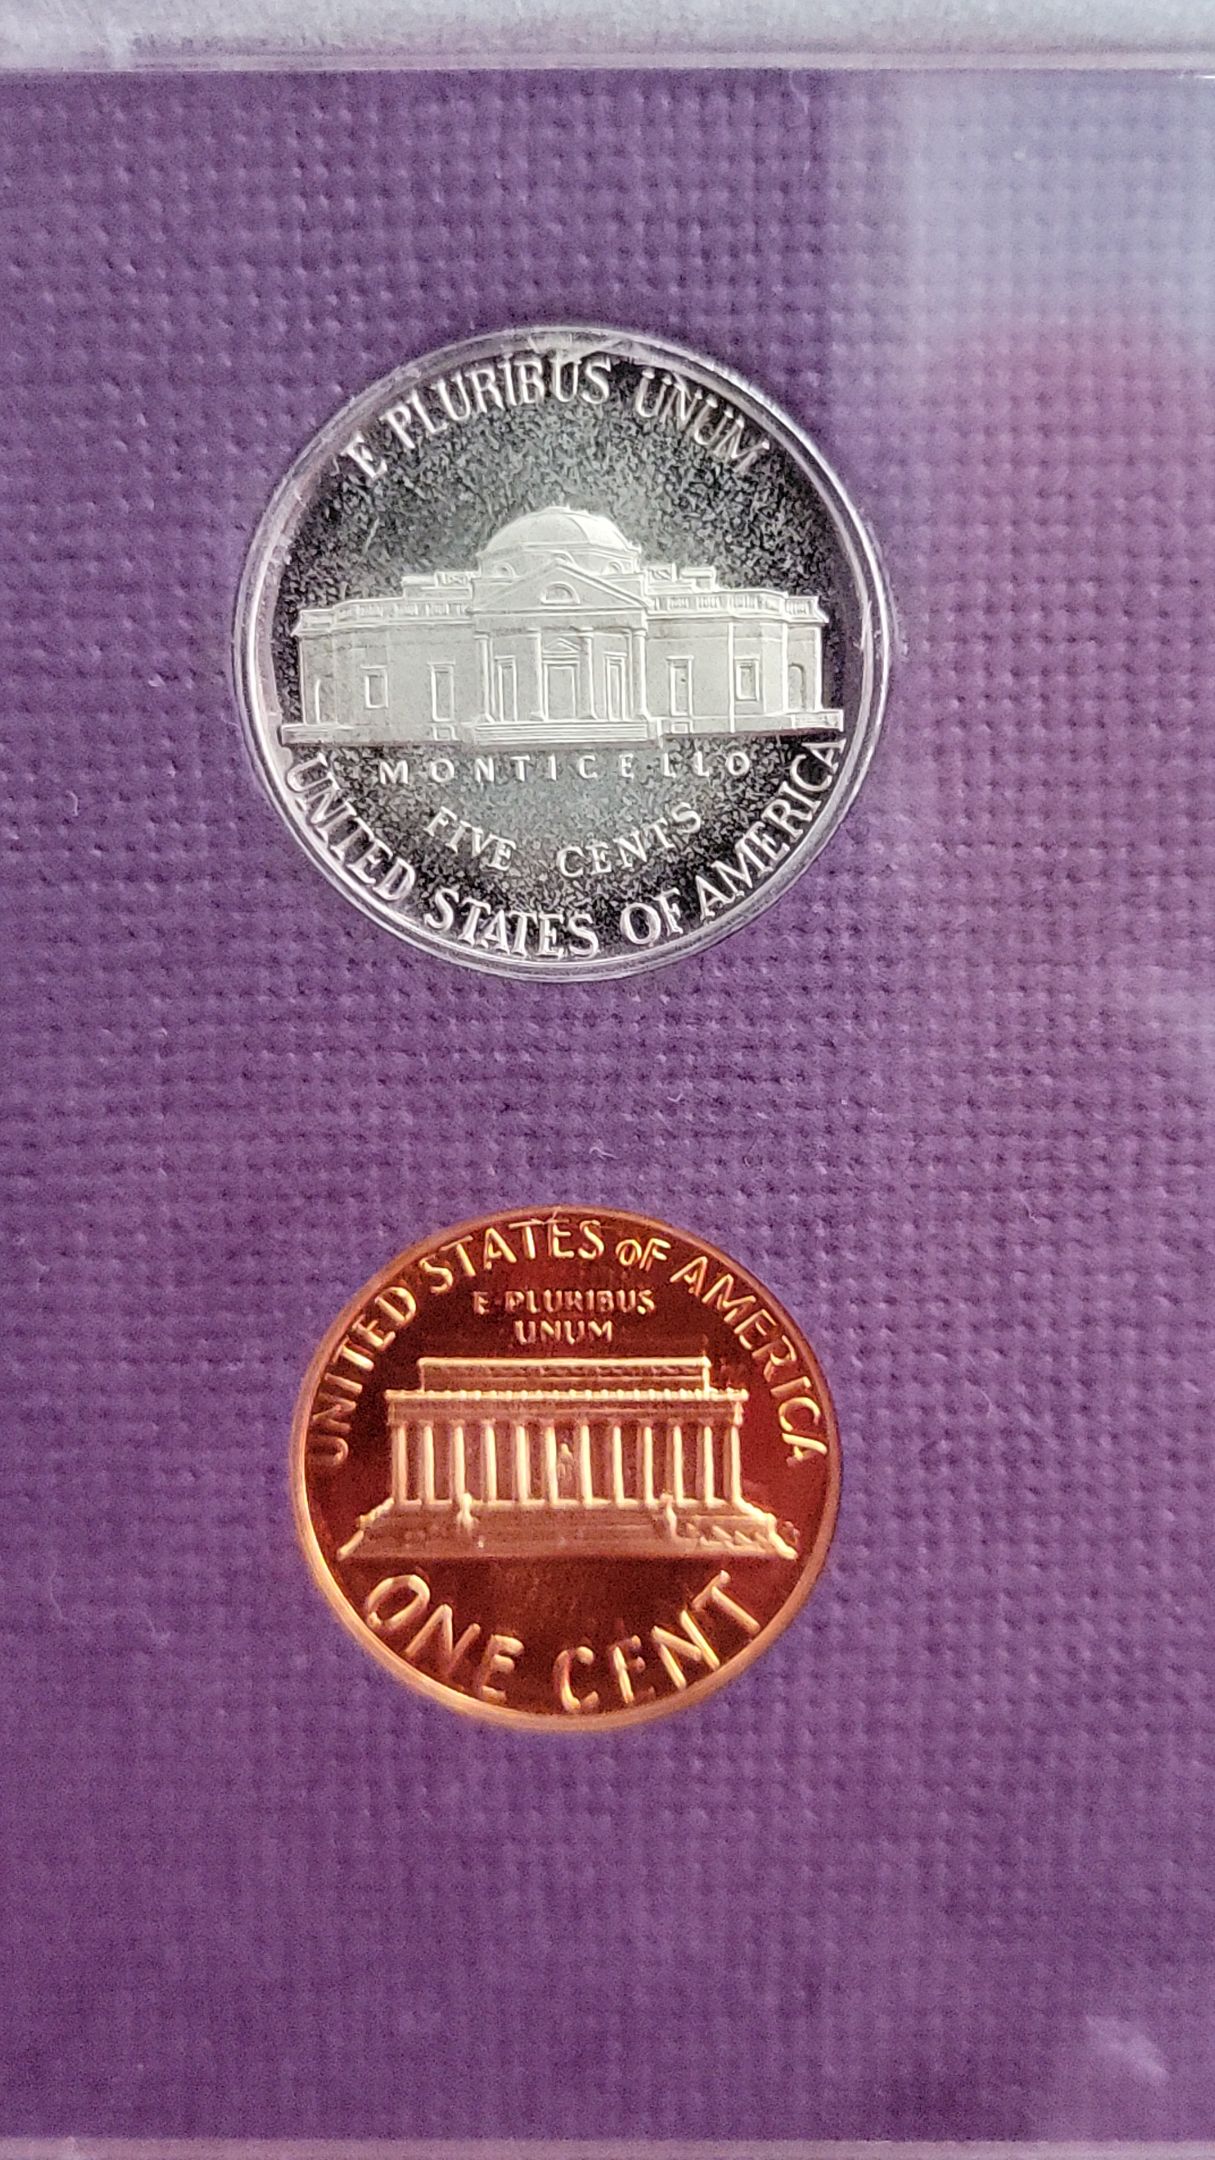 E PLURIBUS UNUM
MONTICELLO
FIVE CENTS
UNITED STATES OF AMERICA
UNITED STATES OF AMERICA
E PLURIBUS
UNUM
ONE CENT